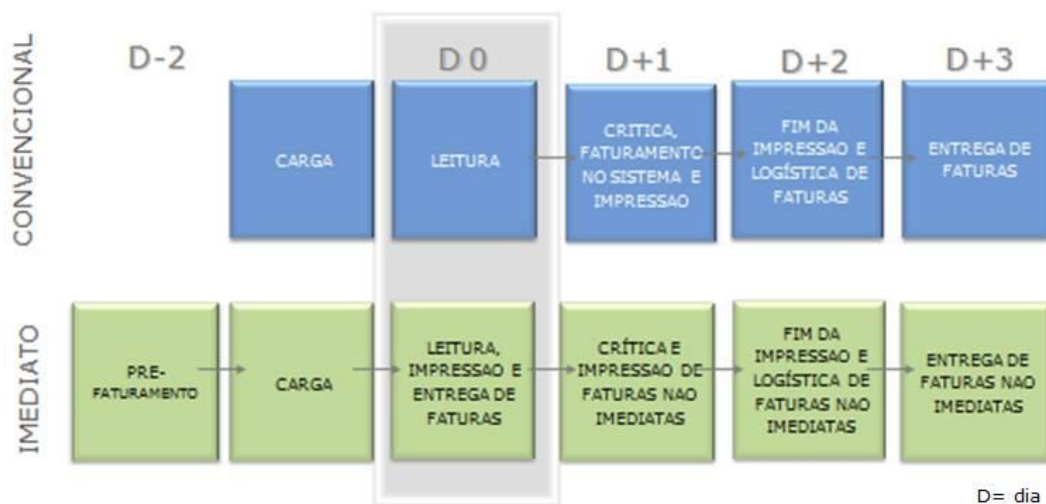 D-2
D 0
D+1
D+2
D+3
CONVENCIONAL
CARGA
LEITURA
CRITICA,
FATURAMENTO
NO SISTEMA E
IMPRESSAO
FIM DA
IMPRESSAO E
LOGÍSTICA DE
FATURAS
ENTREGA DE
FATURAS
IMEDIATO
PRE-
FATURAMENTO
CARGA
LEITURA,
IMPRESSAO E
ENTREGA DE
FATURAS
CRÍTICA E
IMPRESSAO DE
FATURAS NAO
IMEDIATAS
FIM DA
IMPRESSAO E
LOGÍSTICA DE
FATURAS NAO
IMEDIATAS
ENTREGA DE
FATURAS NAO
IMEDIATAS
D= dia